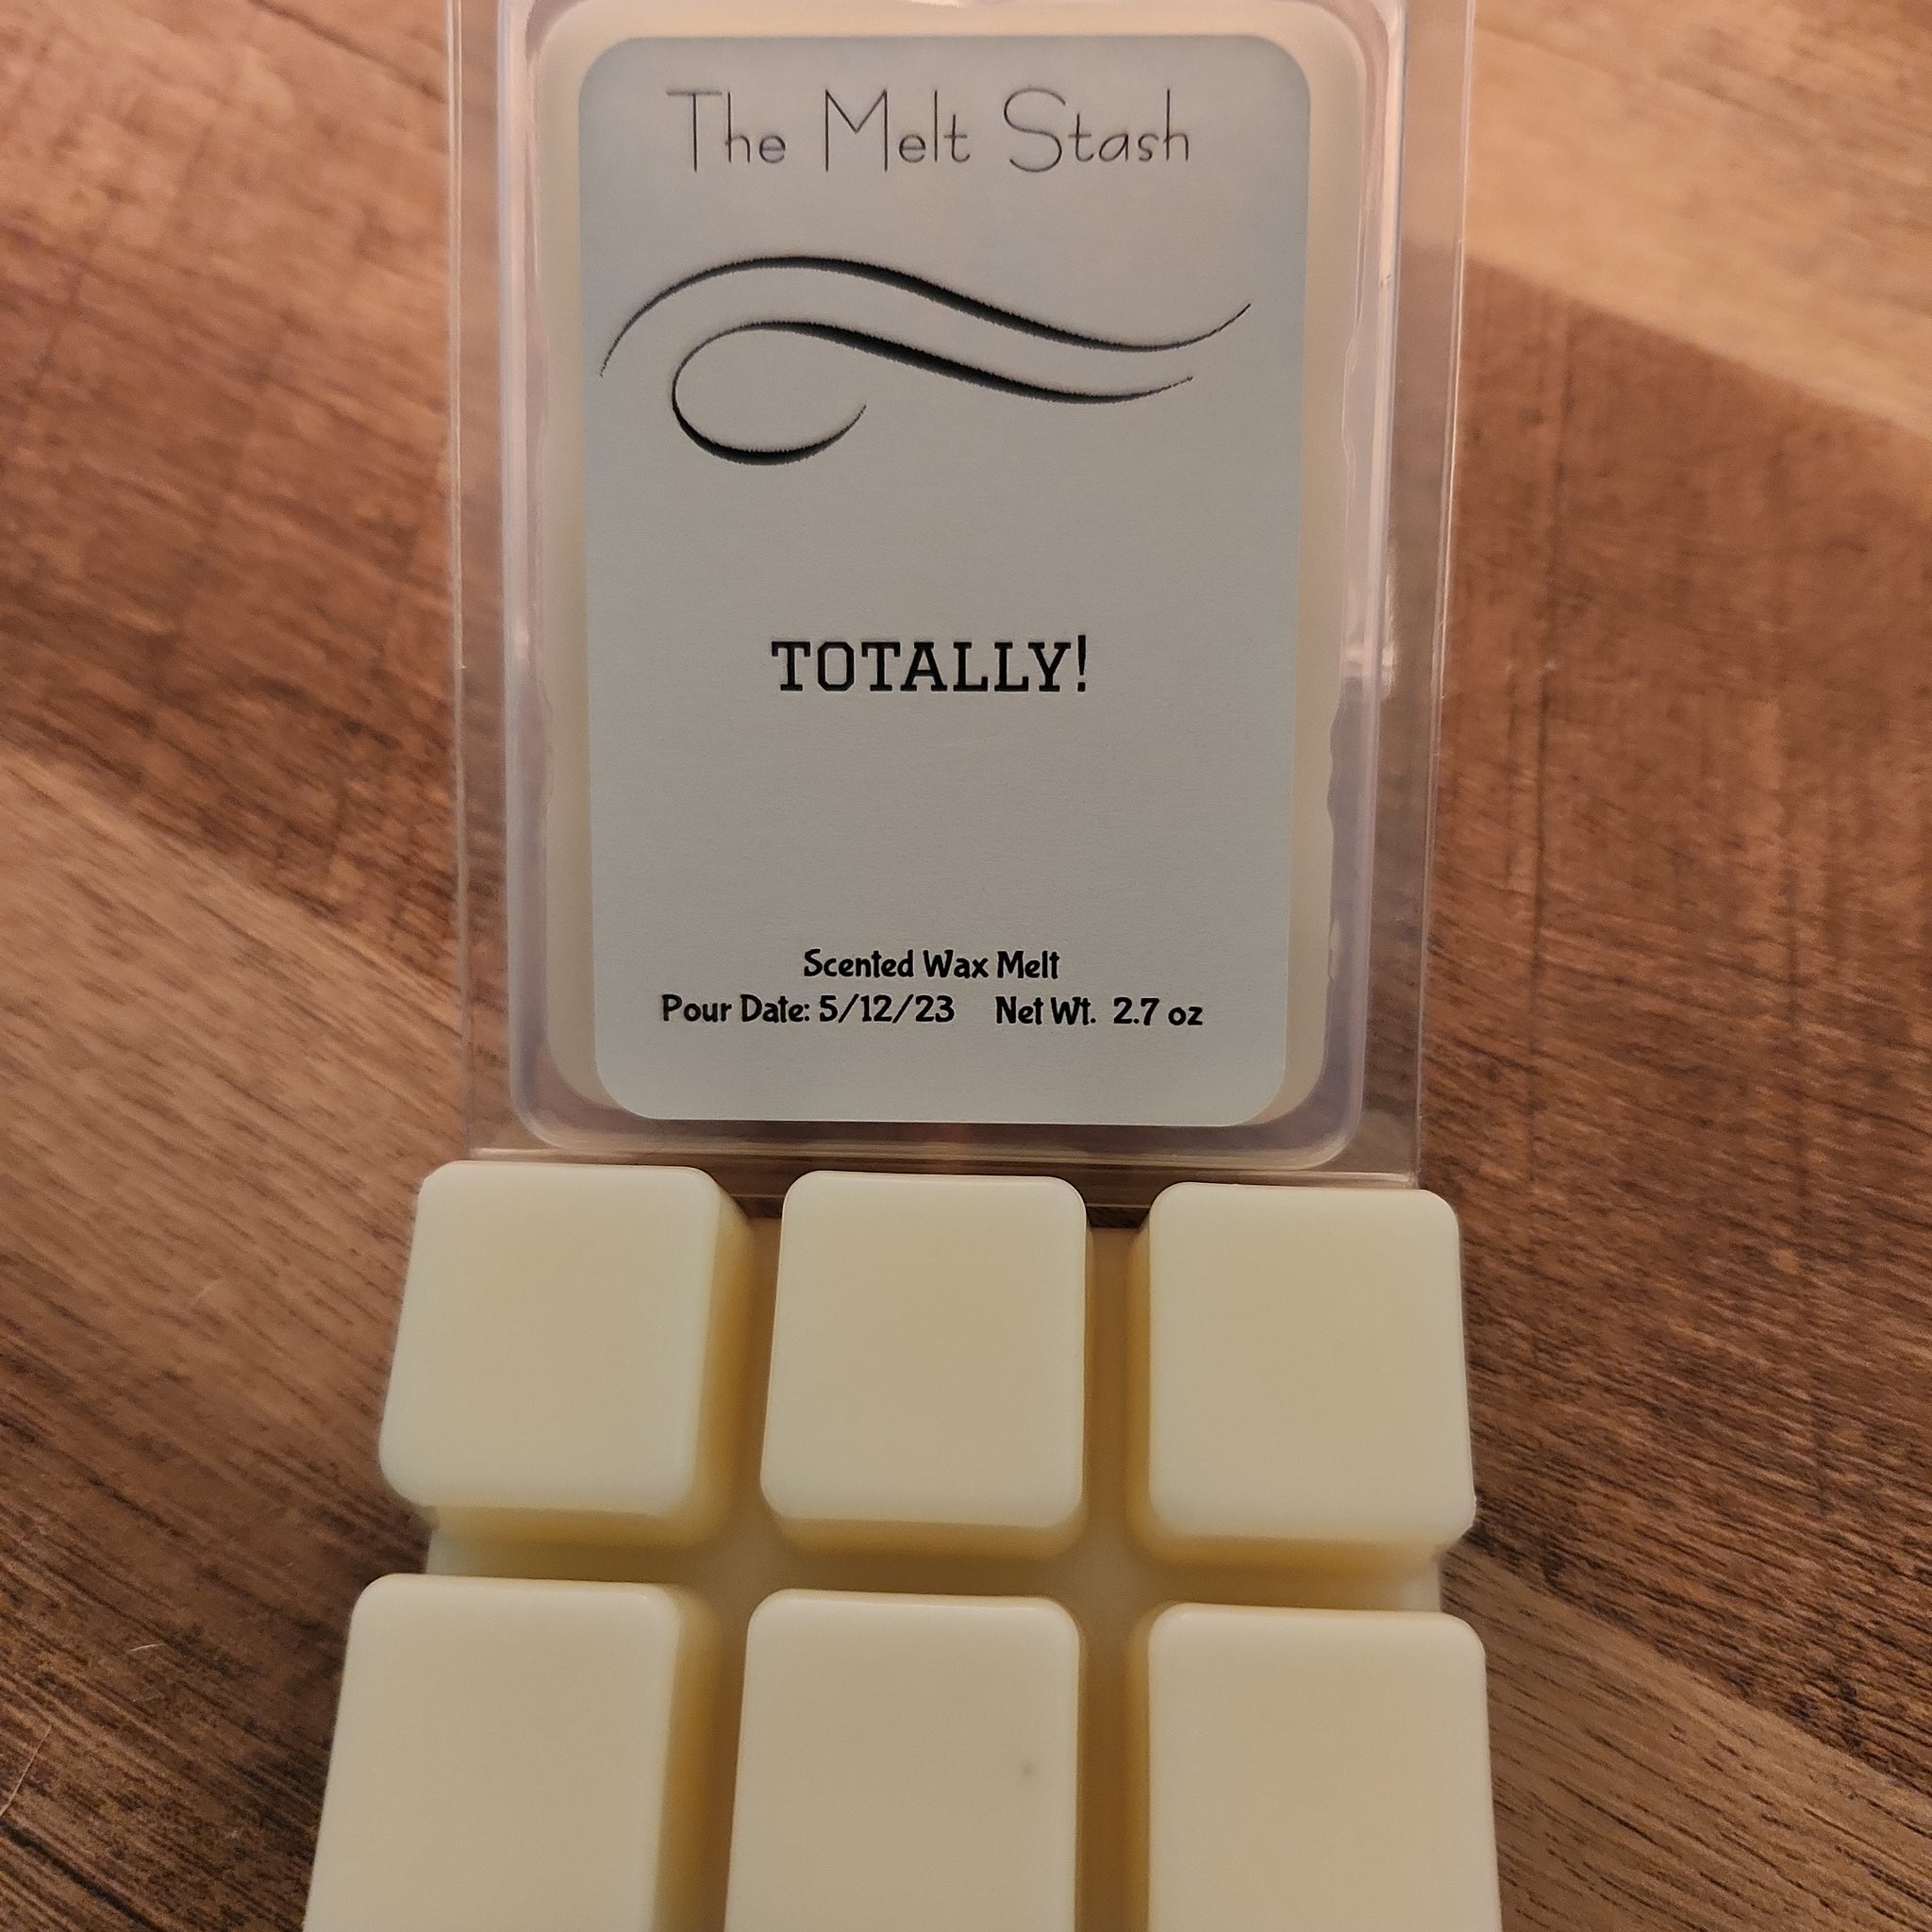 The Melt Stash
TOTALLY!
Scented Wax Melt
Pour Date: 5/12/23 Net Wt. 2.7 oz